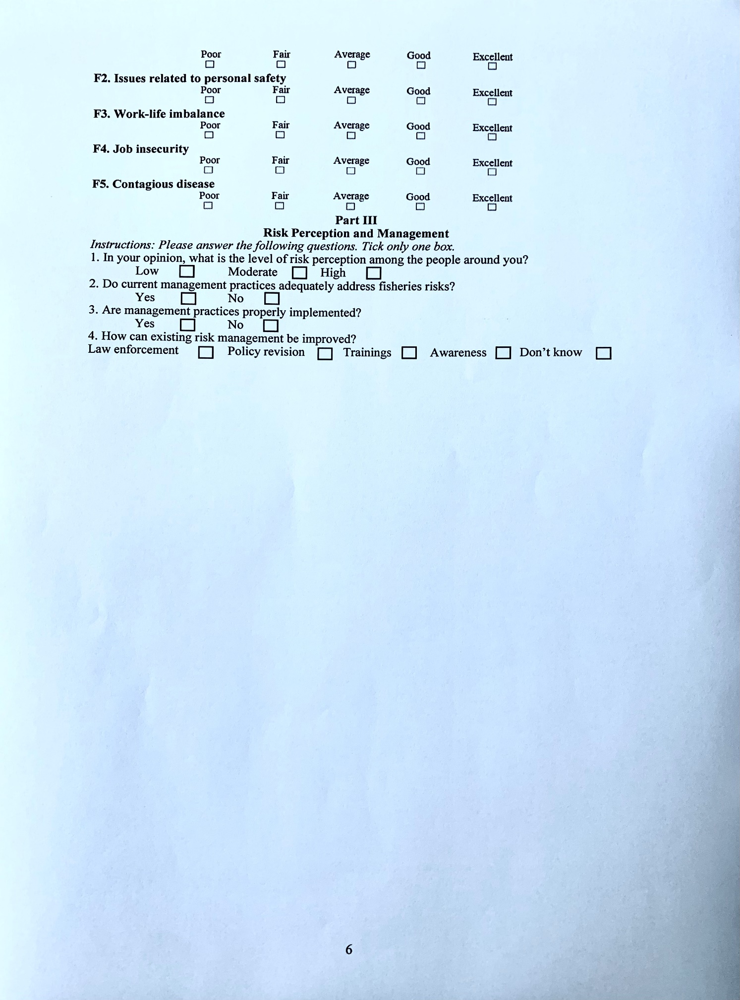 Poor Fair Average Good Excellent
F2. Issues related to personal safety
Poor Fair Average Good Excellent
F3. Work-life imbalance
Poor Fair Average Good Excellent
F4. Job insecurity
Poor Fair Average Good Excellent
F5. Contagious disease
Poor Fair Average Good Excellent
Part III
Risk Perception and Management
Instructions: Please answer the following questions. Tick only one box.
1. In your opinion, what is the level of risk perception among the people around you?
Low Moderate High
2. Do current management practices adequately address fisheries risks?
Yes No
3. Are management practices properly implemented?
Yes No
4. How can existing risk management be improved?
Law enforcement Policy revision Trainings Awareness Don't know
6